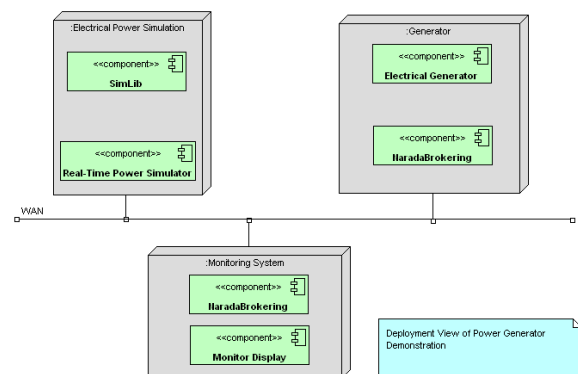 :Electrical Power Simulation
<<component>>
SimLib
<<component>>
Real-Time Power Simulator
:Generator
<<component>>
Electrical Generator
<<component>>
NaradaBrokering
WAN
:Monitoring System
<<component>>
NaradaBrokering
<<component>>
Monitor Display
Deployment View of Power Generator
Demonstration